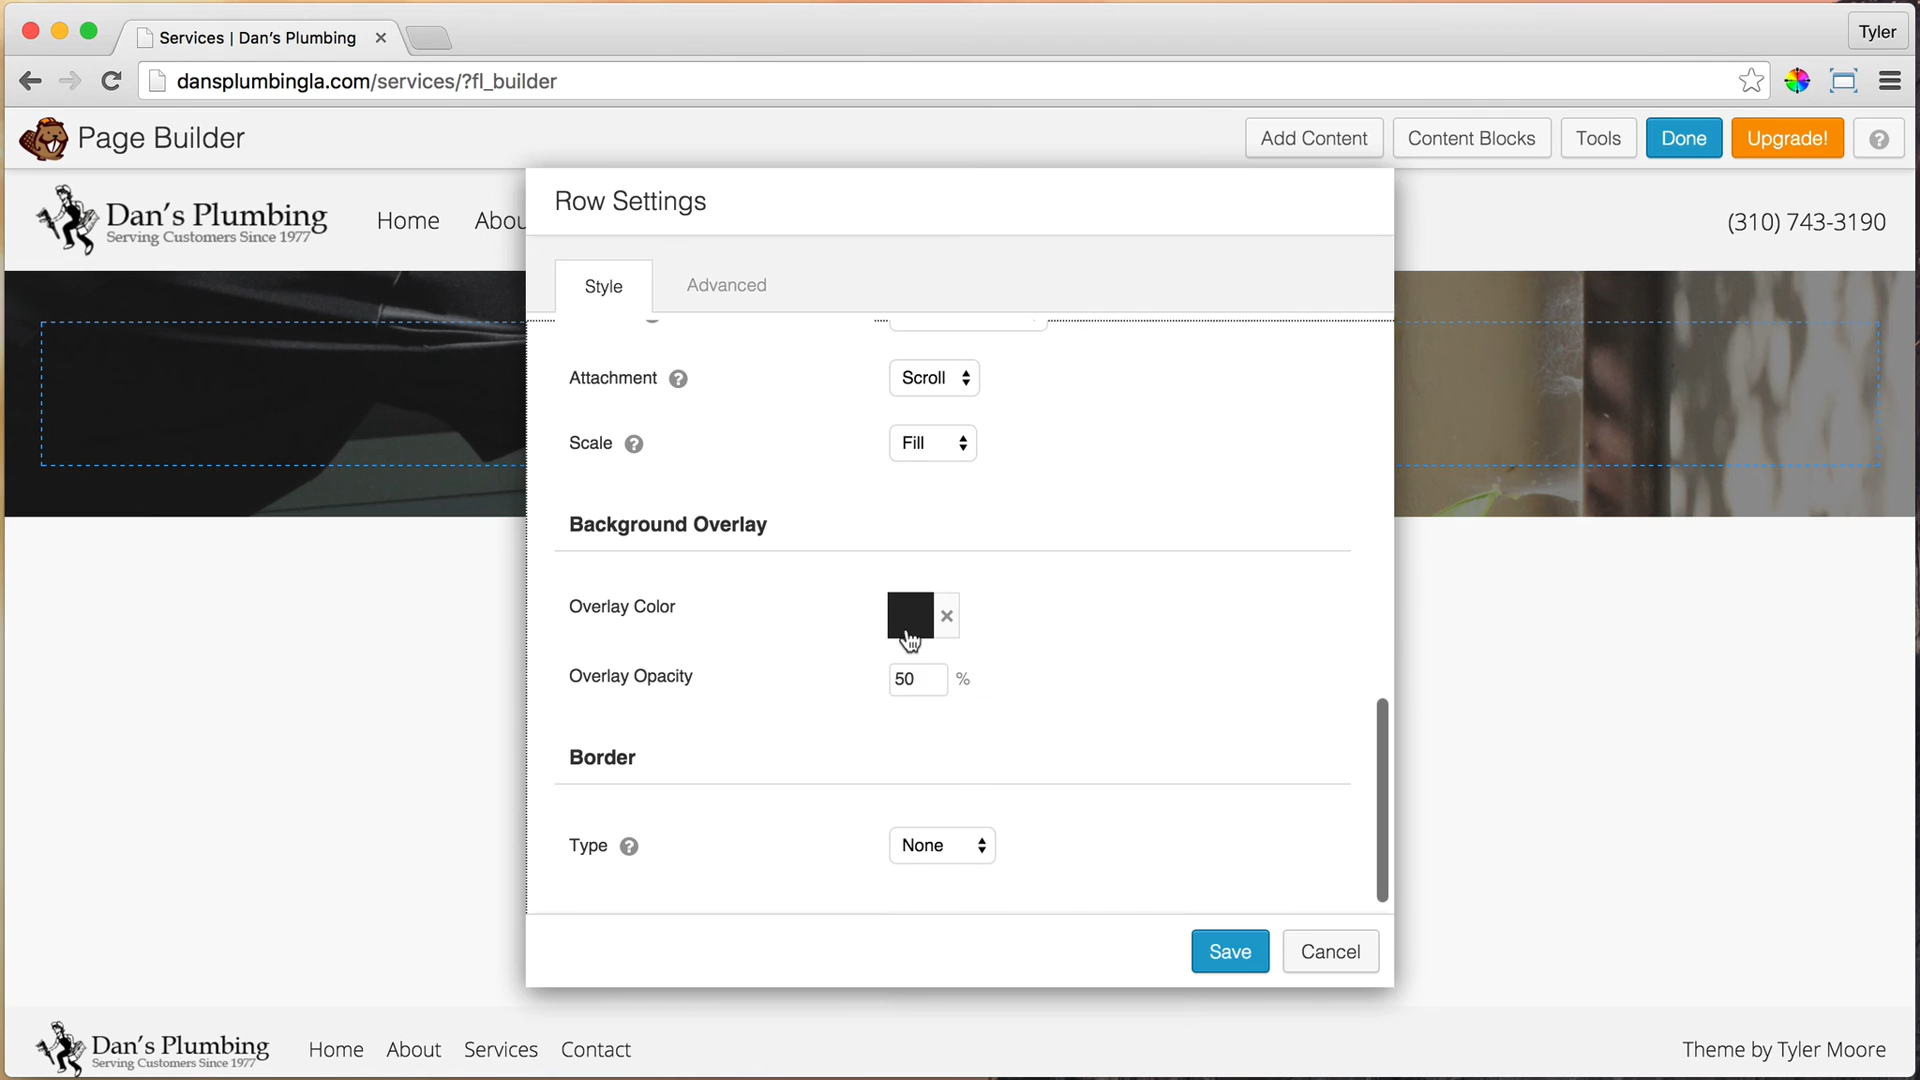 Services | Dan's Plumbing
Tyler
dansplumbingla.com/services/?fl_builder
Page Builder
Add Content
Content Blocks
Tools
Done
Upgrade!
Dan's Plumbing
Serving Customers Since 1977
Home
Abou
(310) 743-3190
Row Settings
Style
Advanced
Attachment
Scroll
Scale
Fill
Background Overlay
Overlay Color
Overlay Opacity
50 %
Border
Type
None
Save
Cancel
Dan's Plumbing
Serving Customers Since 1977
Home
About
Services
Contact
Theme by Tyler Moore